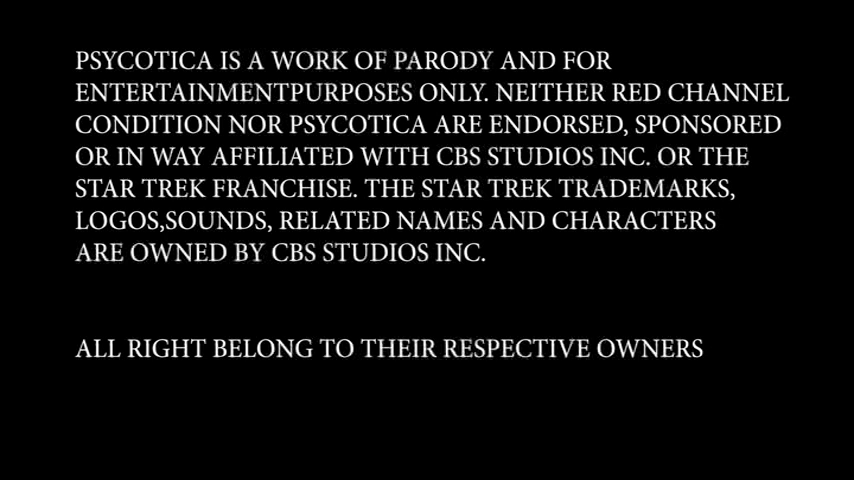 PSYCOTICA IS A WORK OF PARODY AND FOR
ENTERTAINMENTPURPOSES ONLY. NEITHER RED CHANNEL
CONDITION NOR PSYCOTICA ARE ENDORSED, SPONSORED
OR IN WAY AFFILIATED WITH CBS STUDIOS INC. OR THE
STAR TREK FRANCHISE. THE STAR TREK TRADEMARKS,
LOGOS,SOUNDS, RELATED NAMES AND CHARACTERS
ARE OWNED BY CBS STUDIOS INC.
ALL RIGHT BELONG TO THEIR RESPECTIVE OWNERS